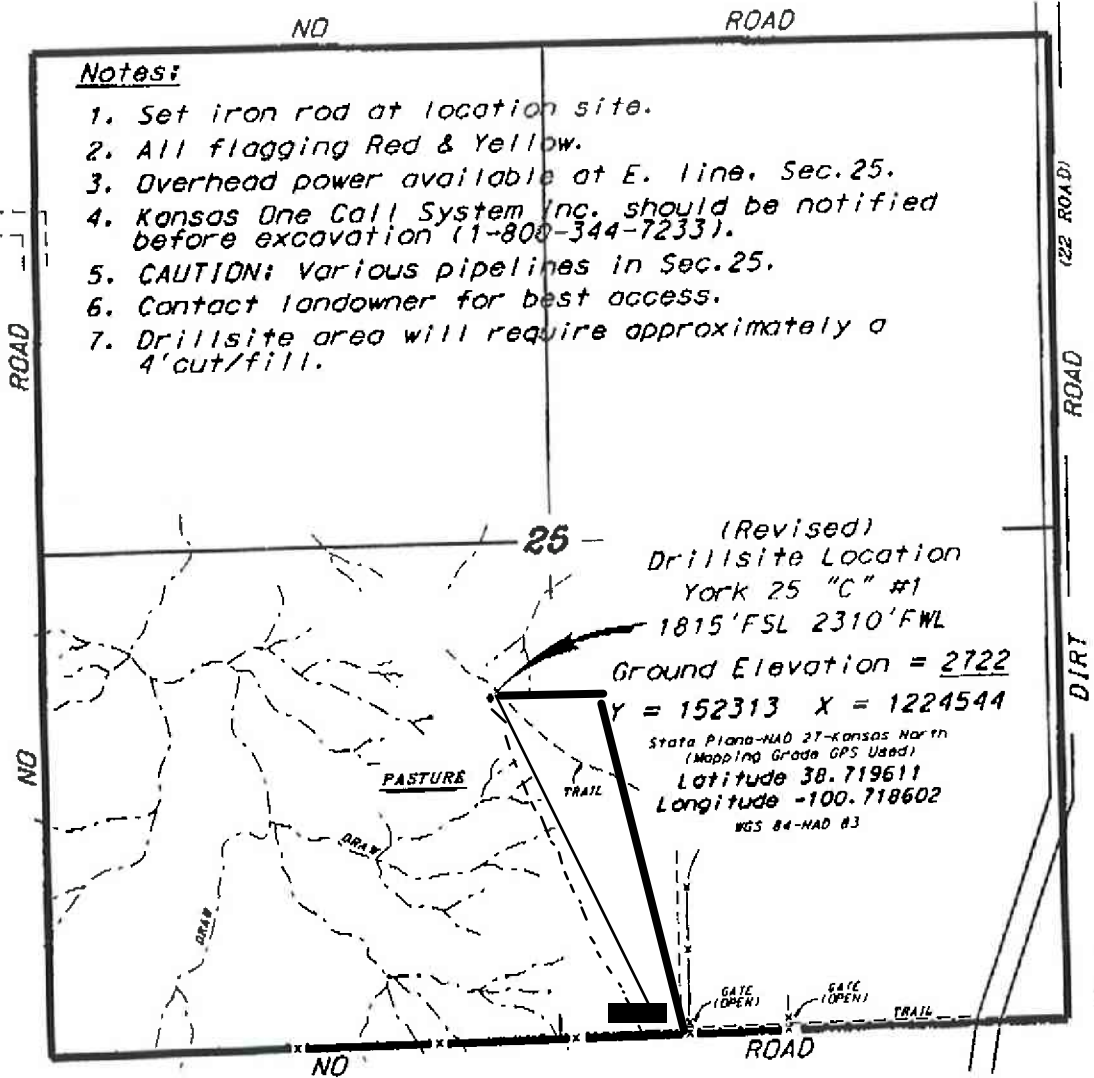 NO
ROAD
Notes:
1. Set iron rod at location site.
2. All flagging Red & Yellow.
3. Overhead power available at E. line. Sec.25.
4. Kansas One Call System Inc. should be notified
before excavation (1-800-344-7233).
5. CAUTION: Various pipelines in Sec.25.
6. Contact landowner for best access.
7. Drillsite area will require approximately a
4'cut/fill.
(22 ROAD)
ROAD
ROAD
25
(Revised)
Drillsite Location
York 25 "C" #1
1815'FSL 2310'FWL
Ground Elevation = 2722
Y = 152313 X = 1224544
State Plane-NAD 27-Kansas North
(Mapping Grade GPS Used)
Latitude 38.719611
Longitude -100.718602
WGS 84-NAD 83
DIRT
NO
PASTURE
TRAIL
DRAW
DRAW
GATE
(OPEN)
GATE
(OPEN)
TRAIL
NO
ROAD